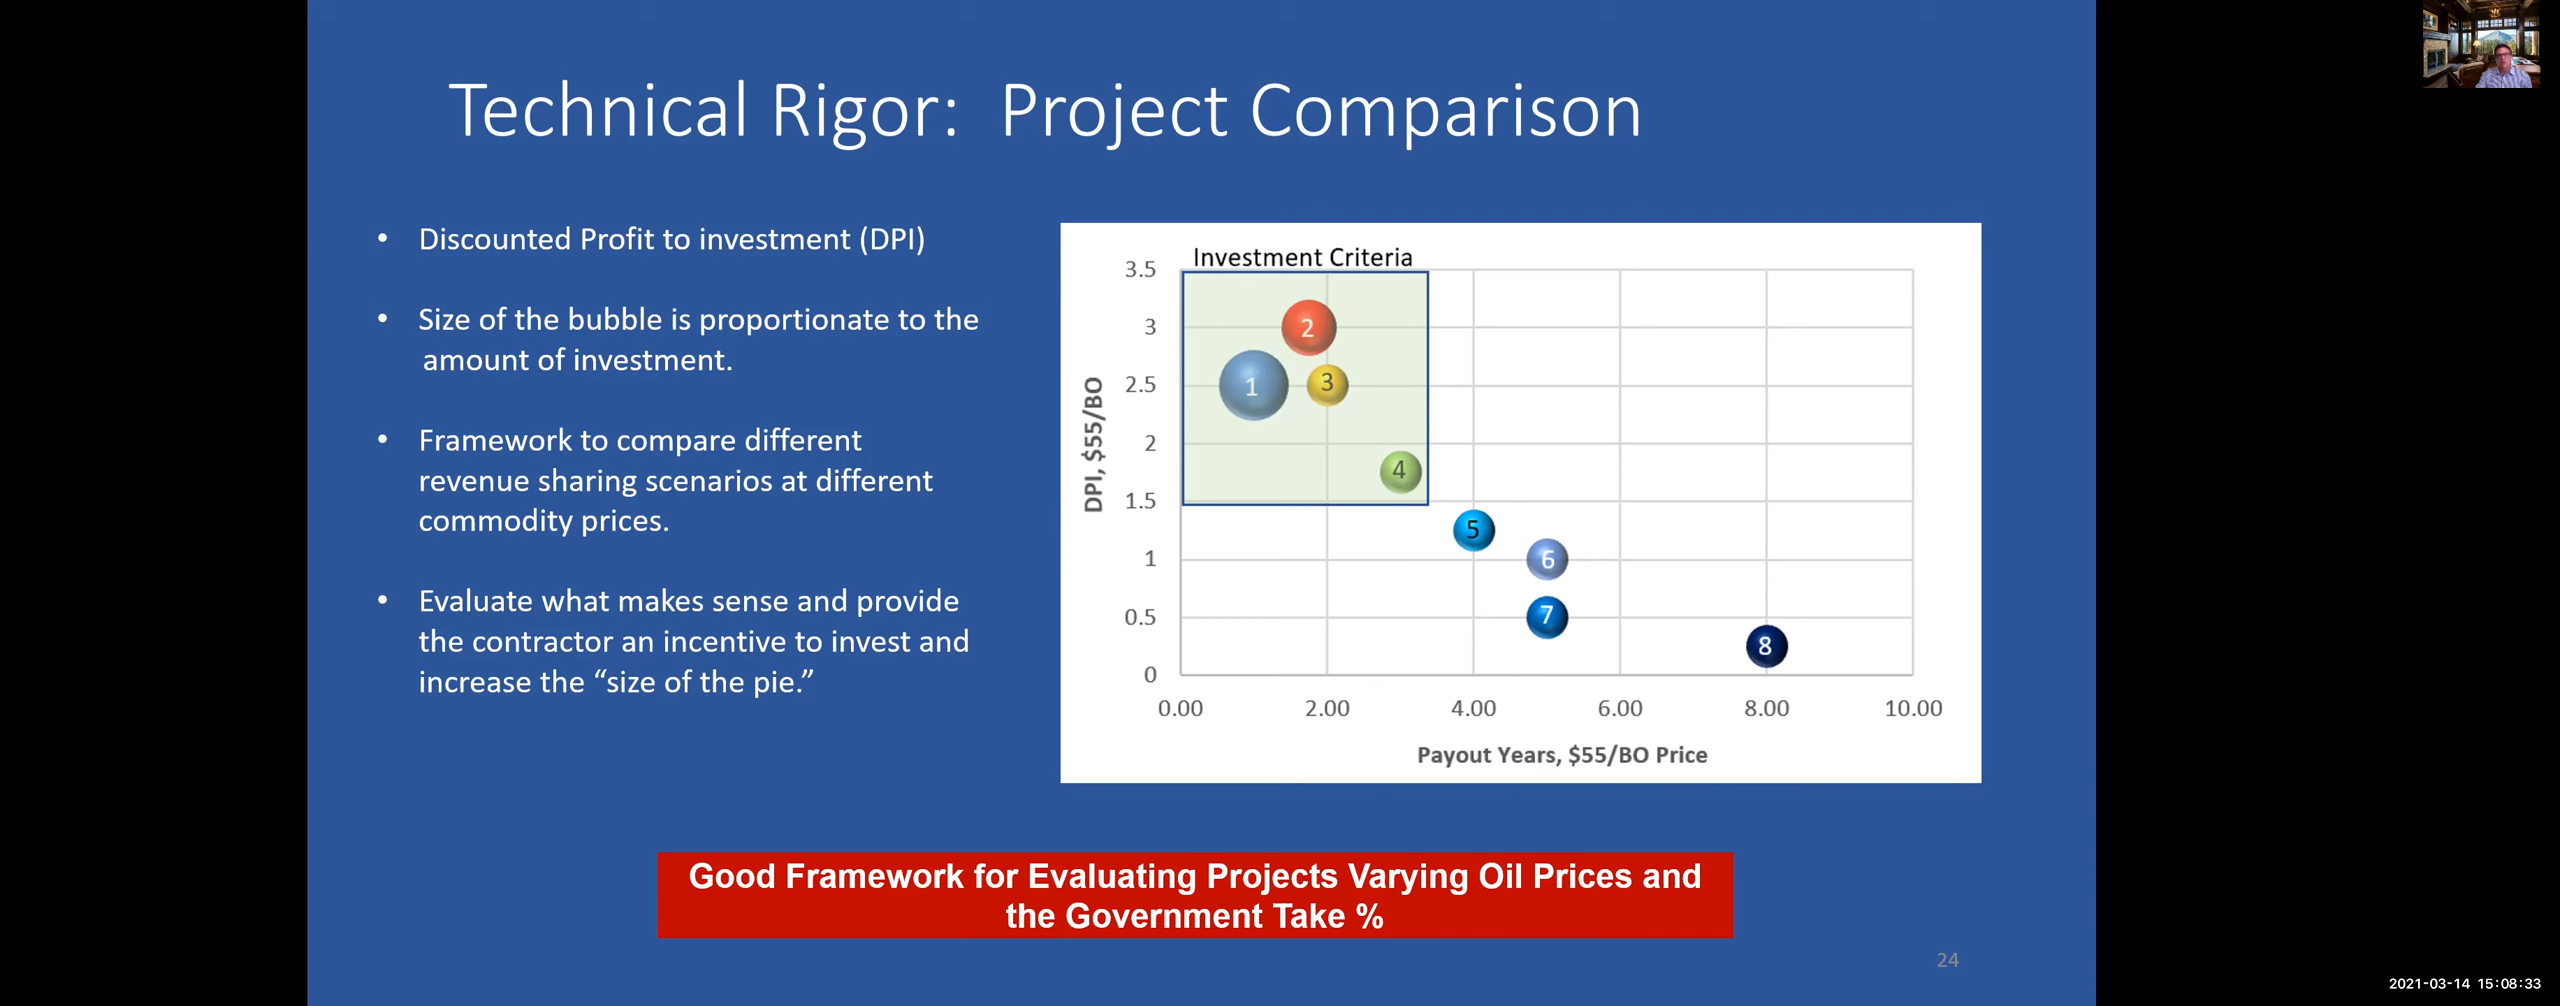 Technical Rigor: Project Comparison
• Discounted Profit to investment (DPI)
• Size of the bubble is proportionate to the
amount of investment.
• Framework to compare different
revenue sharing scenarios at different
commodity prices.
• Evaluate what makes sense and provide
the contractor an incentive to invest and
increase the “size of the pie.”
Investment Criteria
DPI, $55/BO
3.5
3
2.5
2
1.5
1
0.5
0
2
1
3
4
5
6
7
8
0.00 2.00 4.00 6.00 8.00 10.00
Payout Years, $55/BO Price
Good Framework for Evaluating Projects Varying Oil Prices and
the Government Take %
24
2021-03-14 15:08:33